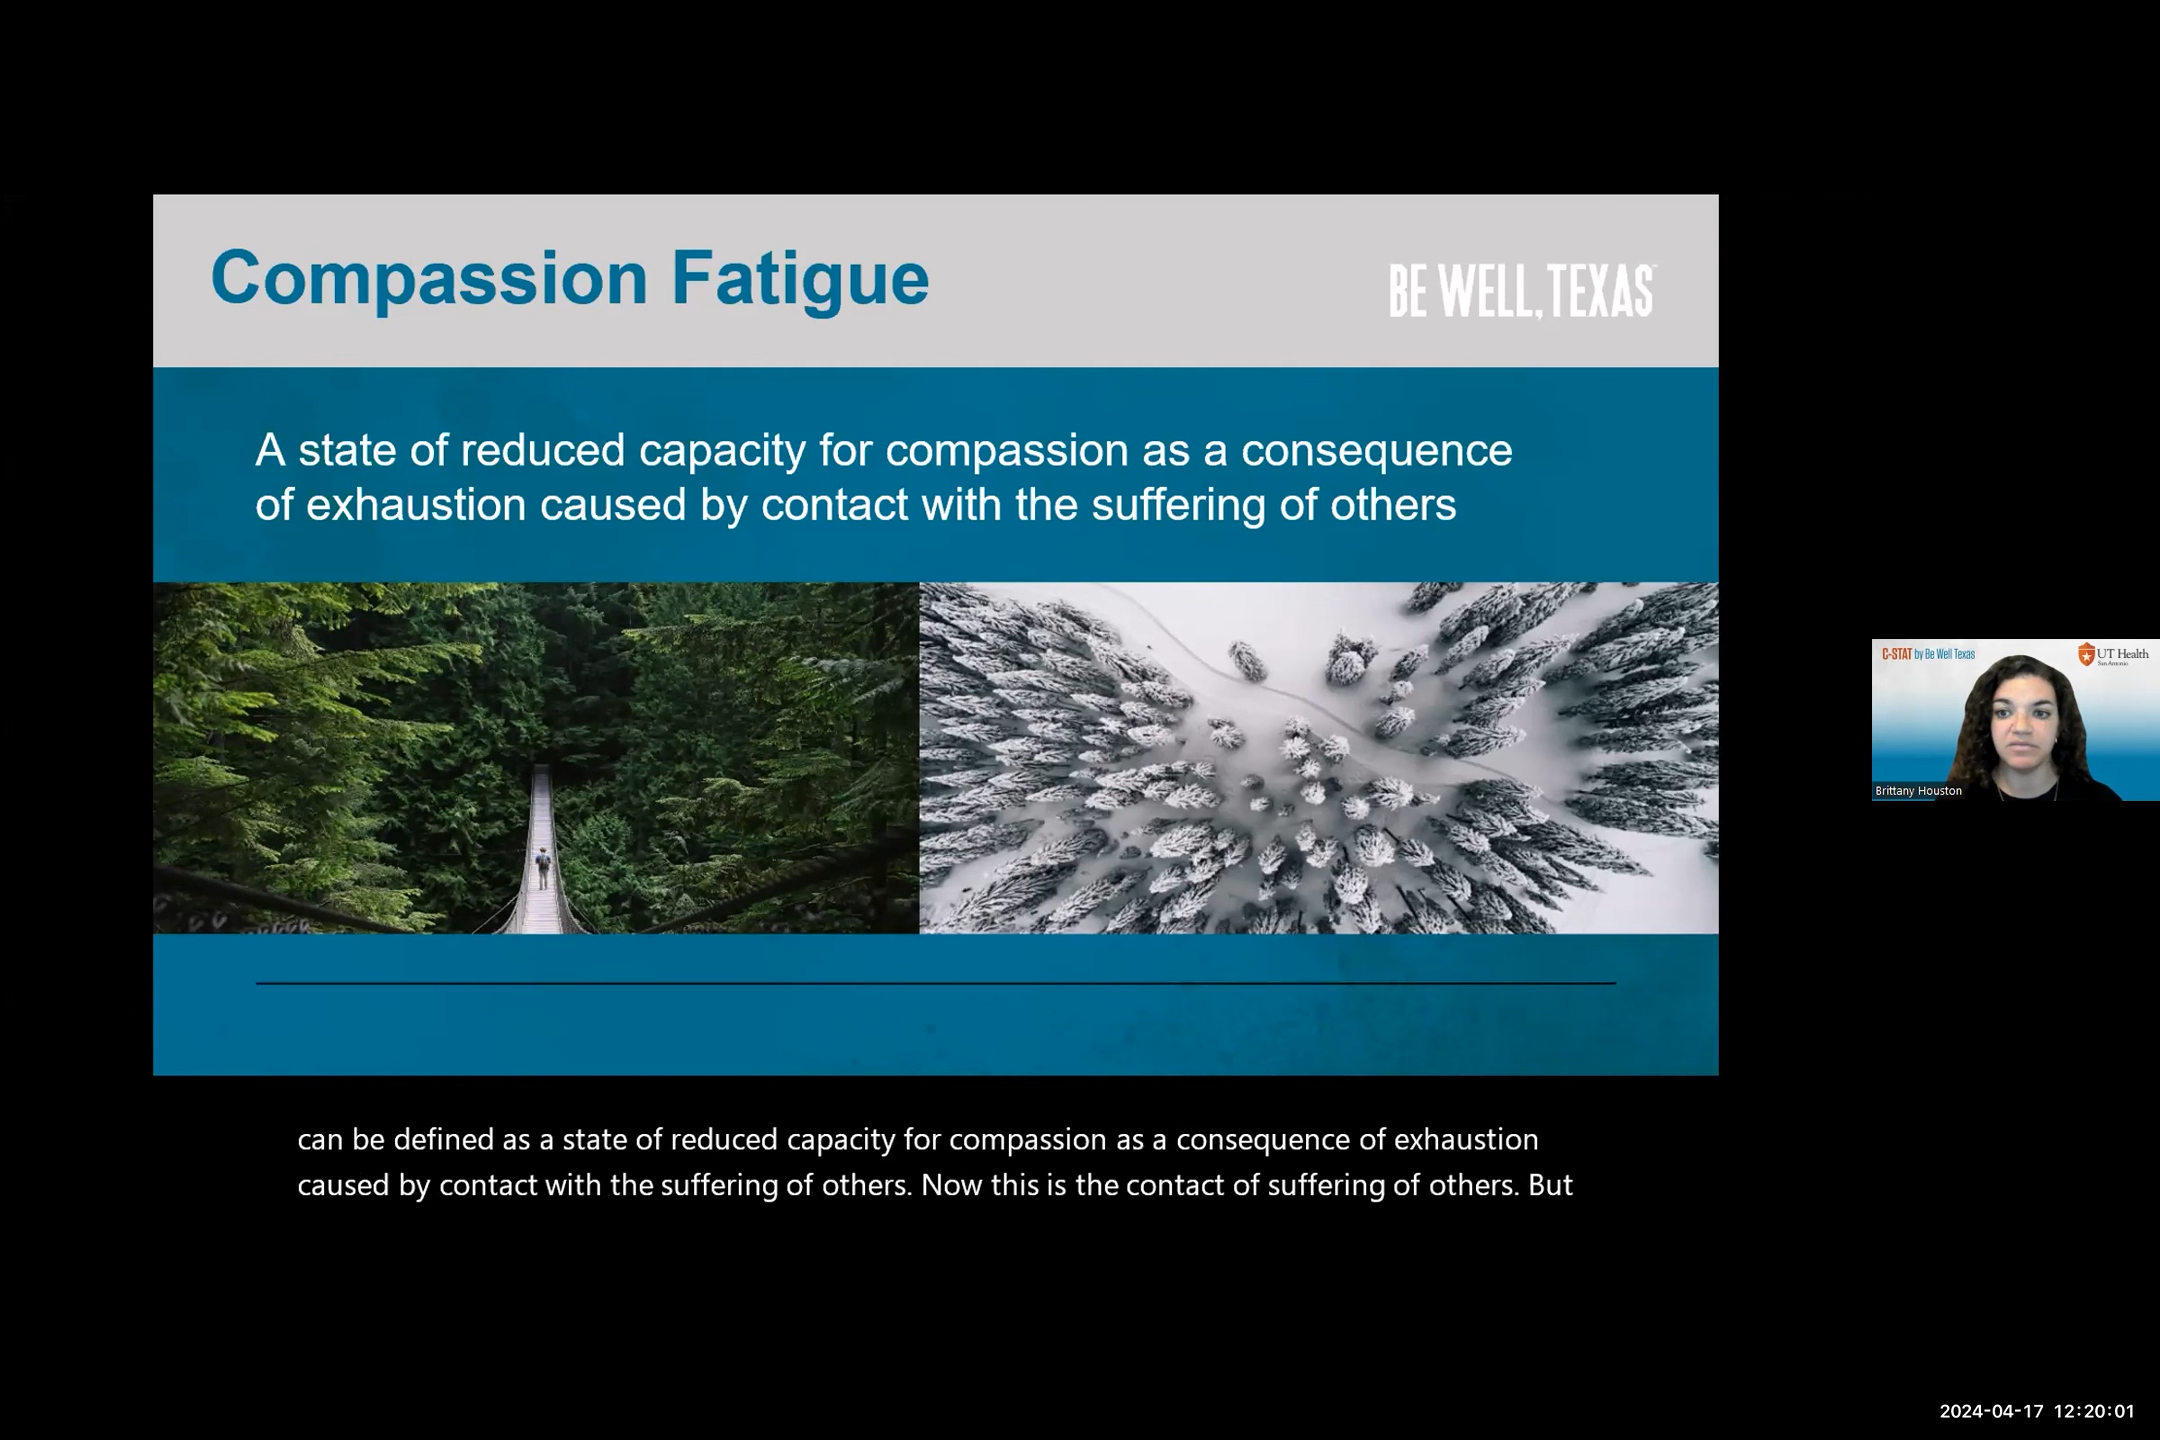 Compassion Fatigue
BE WELL, TEXAS™
A state of reduced capacity for compassion as a consequence
of exhaustion caused by contact with the suffering of others
C-STAT by Be Well Texas
UT Health
San Antonio
Brittany Houston
can be defined as a state of reduced capacity for compassion as a consequence of exhaustion
caused by contact with the suffering of others. Now this is the contact of suffering of others. But
2024-04-17 12:20:01